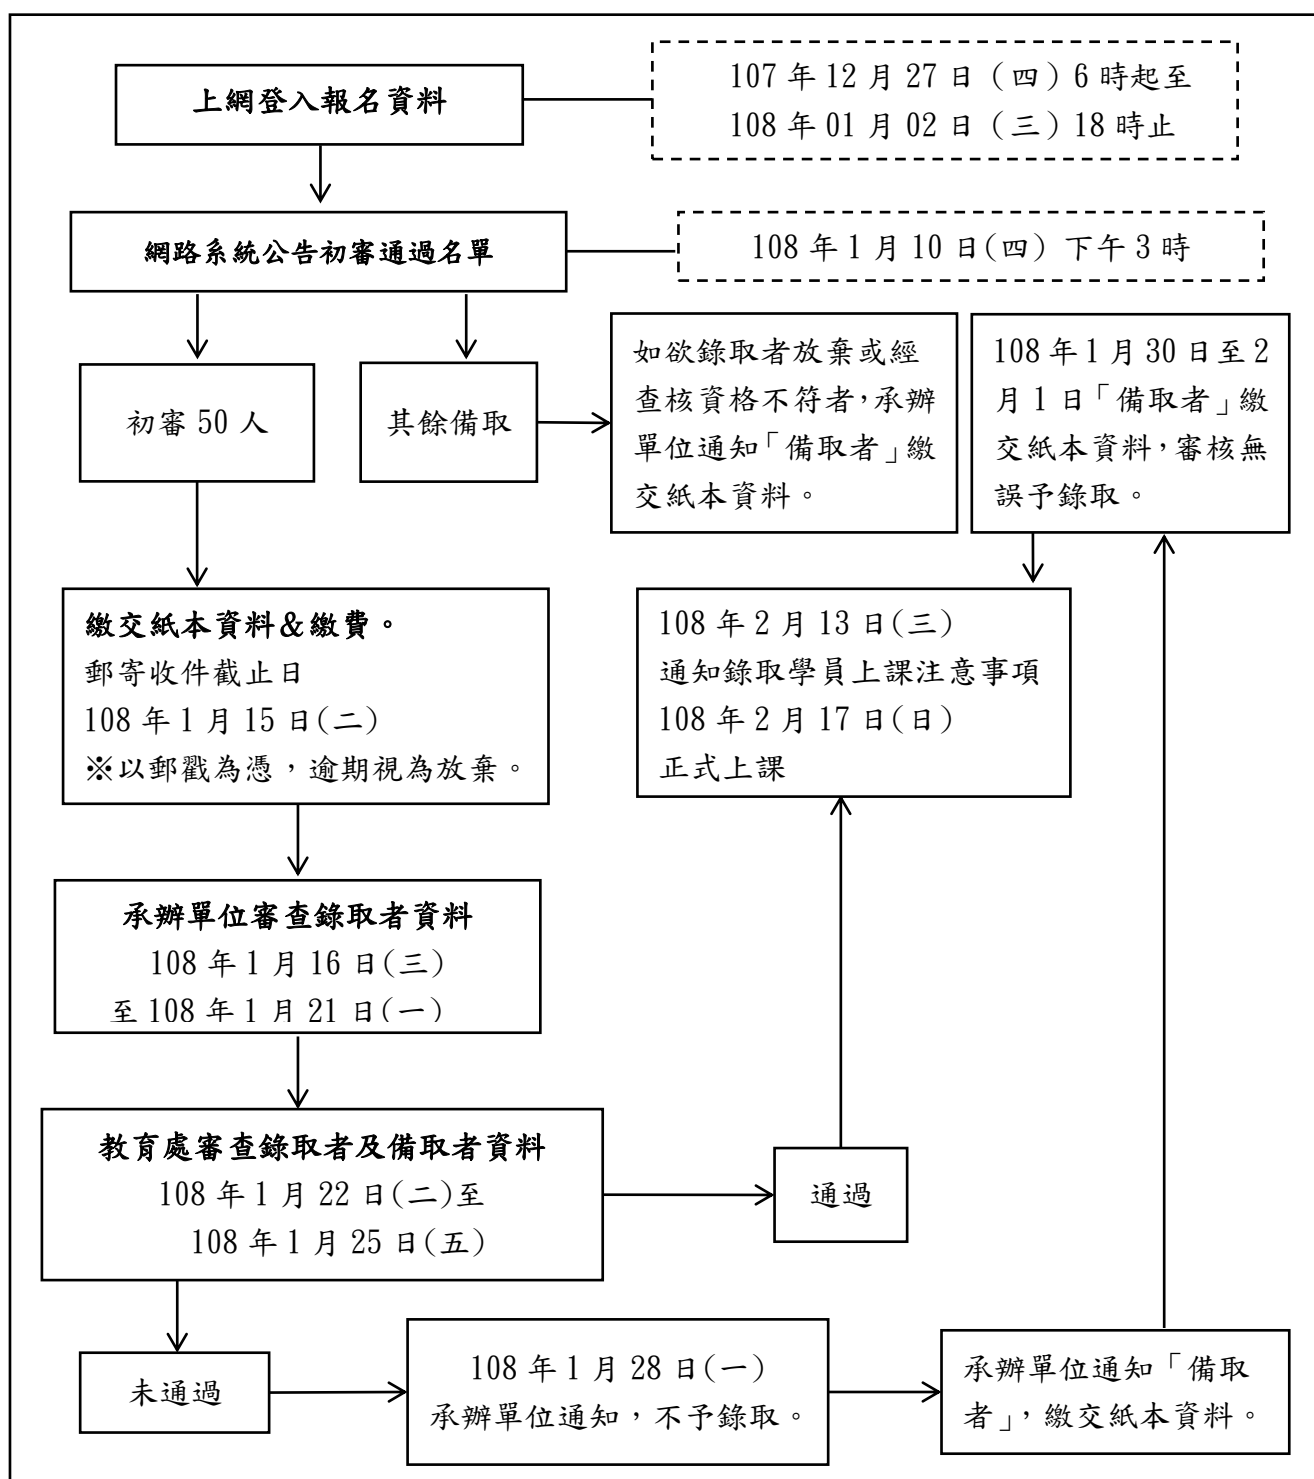 上網登入報名資料
107 年 12 月 27 日 (四) 6 時起至
108 年 01 月 02 日 (三) 18 時止
網路系統公告初審通過名單
108 年 1 月 10 日(四) 下午 3 時
初審 50 人
其餘備取
如欲錄取者放棄或經
查核資格不符者,承辦
單位通知「備取者」繳
交紙本資料。
108 年 1 月 30 日至 2
月 1 日「備取者」繳
交紙本資料,審核無
誤予錄取。
繳交紙本資料&繳費。
郵寄收件截止日
108 年 1 月 15 日(二)
※以郵戳為憑,逾期視為放棄。
108 年 2 月 13 日(三)
通知錄取學員上課注意事項
108 年 2 月 17 日(日)
正式上課
承辦單位審查錄取者資料
108 年 1 月 16 日(三)
至 108 年 1 月 21 日(一)
教育處審查錄取者及備取者資料
108 年 1 月 22 日(二)至
108 年 1 月 25 日(五)
通過
未通過
108 年 1 月 28 日(一)
承辦單位通知,不予錄取。
承辦單位通知「備取
者」,繳交紙本資料。